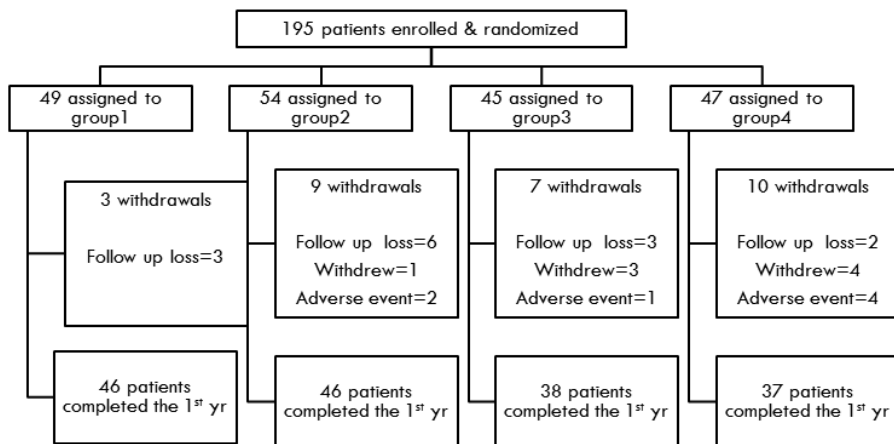 195 patients enrolled & randomized
49 assigned to
group1
54 assigned to
group2
45 assigned to
group3
47 assigned to
group4
3 withdrawals
Follow up loss=3
9 withdrawals
Follow up loss=6
Withdrew=1
Adverse event=2
7 withdrawals
Follow up loss=3
Withdrew=3
Adverse event=1
10 withdrawals
Follow up loss=2
Withdrew=4
Adverse event=4
46 patients
completed the 1st yr
46 patients
completed the 1st yr
38 patients
completed the 1st yr
37 patients
completed the 1st yr